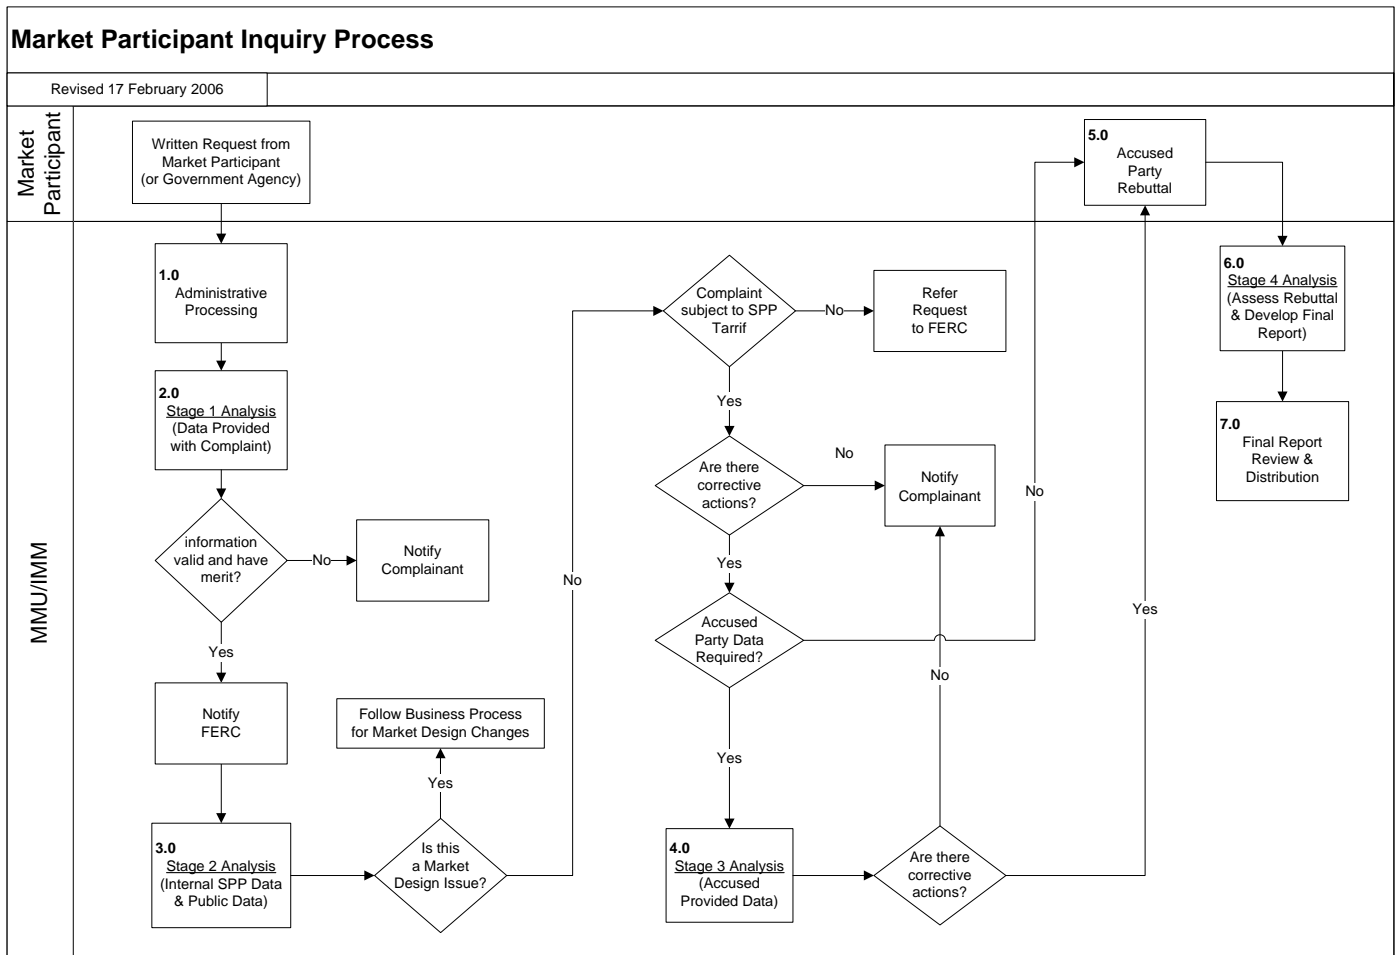 Market Participant Inquiry Process
Revised 17 February 2006
Market
Participant
Written Request from
Market Participant
(or Government Agency)
5.0
Accused
Party
Rebuttal
MMU/IMM
1.0
Administrative
Processing
2.0
Stage 1 Analysis
(Data Provided
with Complaint)
information
valid and have
merit?
No
Notify
Complainant
Yes
Notify
FERC
3.0
Stage 2 Analysis
(Internal SPP Data
& Public Data)
Is this
a Market
Design Issue?
Yes
Follow Business Process
for Market Design Changes
No
Complaint
subject to SPP
Tarrif
No
Refer
Request
to FERC
Yes
Are there
corrective
actions?
No
Notify
Complainant
Yes
Accused
Party Data
Required?
No
Yes
4.0
Stage 3 Analysis
(Accused
Provided Data)
Are there
corrective
actions?
No
Yes
6.0
Stage 4 Analysis
(Assess Rebuttal
& Develop Final
Report)
7.0
Final Report
Review &
Distribution